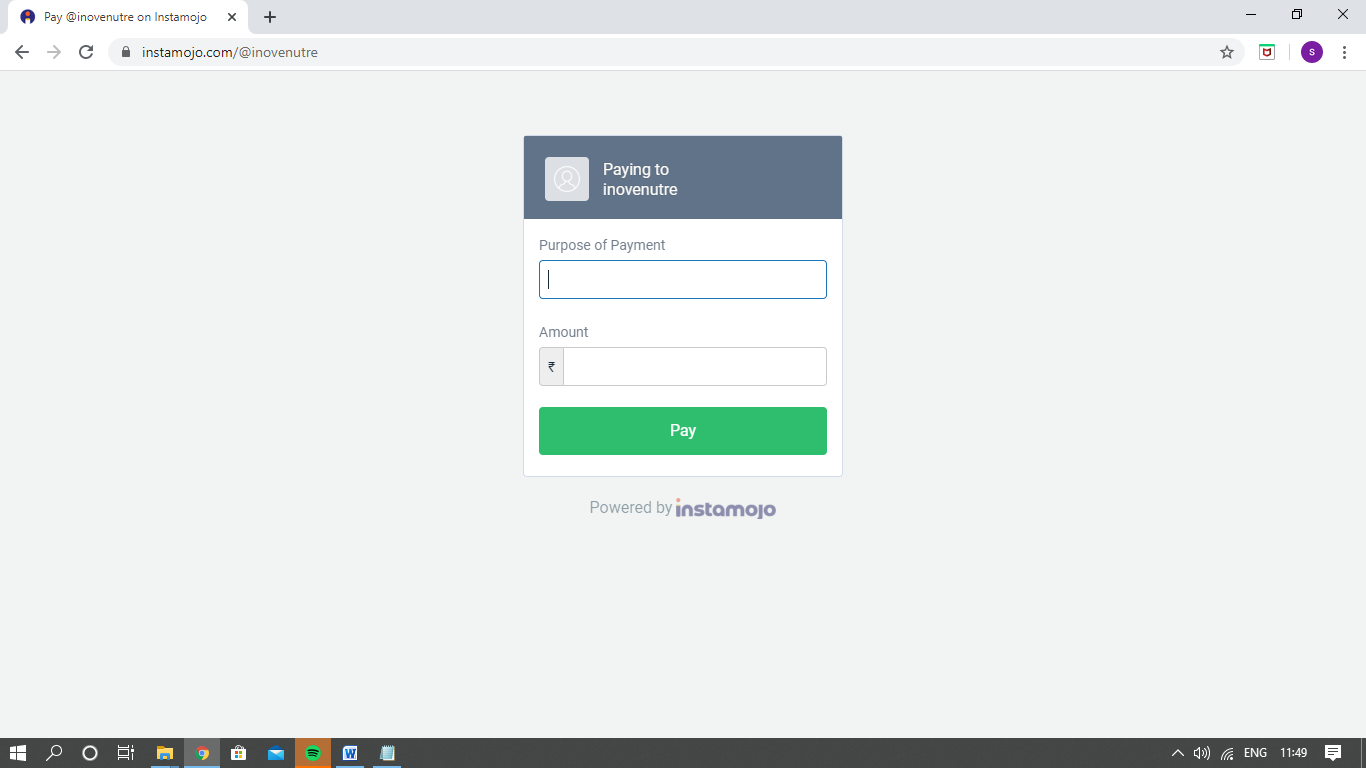 Pay @inovenutre on Instamojo
instamojo.com/@inovenutre
s
Paying to
inovenutre
Purpose of Payment
Amount
₹
Pay
Powered by instamojo
W
ENG 11:49